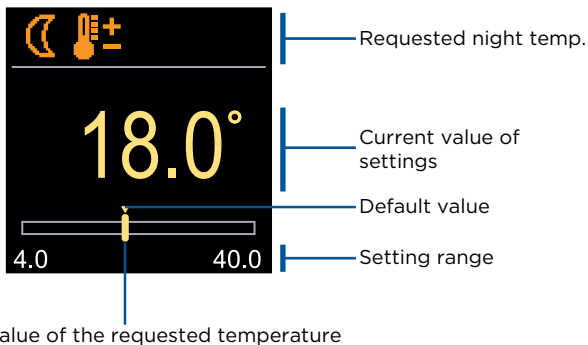 Requested night temp.
18.0°
Current value of
settings
Default value
4.0 40.0
Setting range
alue of the requested temperature